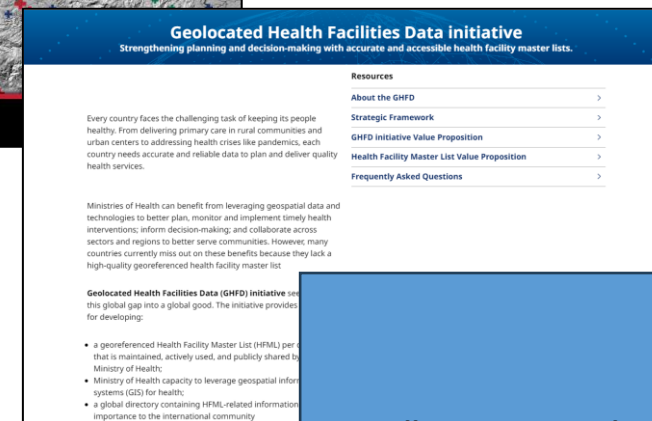 Geolocated Health Facilities Data initiative
Strengthening planning and decision-making with accurate and accessible health facility master lists.
Every country faces the challenging task of keeping its people
healthy. From delivering primary care in rural communities and
urban centers to addressing health crises like pandemics, each
country needs accurate and reliable data to plan and deliver quality
health services.
Ministries of Health can benefit from leveraging geospatial data and
technologies to better plan, monitor and implement timely health
interventions; inform decision-making; and collaborate across
sectors and regions to better serve communities. However, many
countries currently miss out on these benefits because they lack a
high-quality georeferenced health facility master list
Geolocated Health Facilities Data (GHFD) initiative
this global gap into a global good. The initiative provides
for developing:
• a georeferenced Health Facility Master List (HFML) per
that is maintained, actively used, and publicly shared by
Ministry of Health;
• Ministry of Health capacity to leverage geospatial
systems (GIS) for health;
• a global directory containing HFML-related information
importance to the international community
Resources
About the GHFD
Strategic Framework
GHFD initiative Value Proposition
Health Facility Master List Value Proposition
Frequently Asked Questions